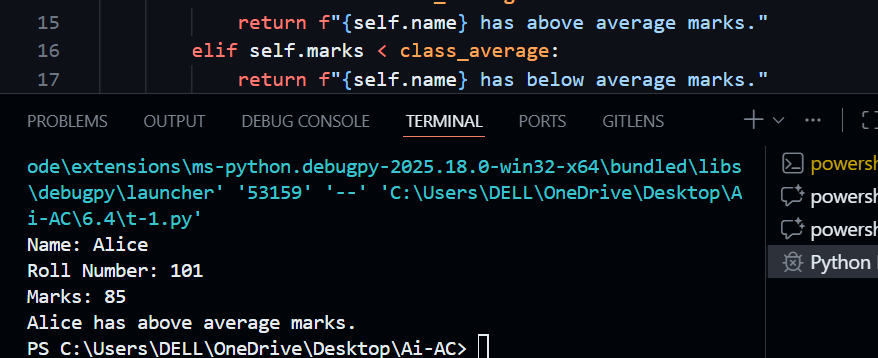 15 return f"{self.name} has above average marks."
16 elif self.marks < class_average:
17 return f"{self.name} has below average marks."
PROBLEMS OUTPUT DEBUG CONSOLE TERMINAL PORTS GITLENS
ode\extensions\ms-python.debugpy-2025.18.0-win32-x64\bundled\libs
\debugpy\launcher' '53159' '--' 'C:\Users\DELL\OneDrive\Desktop\A
i-AC\6.4\t-1.py'
Name: Alice
Roll Number: 101
Marks: 85
Alice has above average marks.
PS C:\Users\DELL\OneDrive\Desktop\Ai-AC>
powersh
powersh
powersh
Python